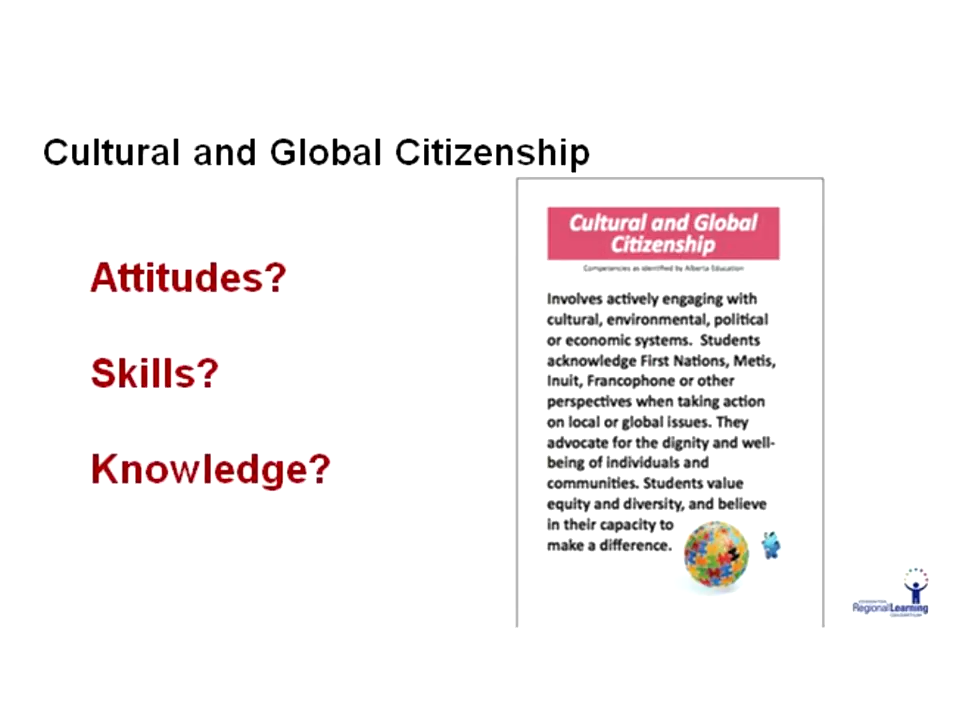 Cultural and Global Citizenship
Attitudes?
Skills?
Knowledge?
Cultural and Global
Citizenship
Competencies as identified by Alberta Education
Involves actively engaging with
cultural, environmental, political
or economic systems. Students
acknowledge First Nations, Metis,
Inuit, Francophone or other
perspectives when taking action
on local or global issues. They
advocate for the dignity and well-
being of individuals and
communities. Students value
equity and diversity, and believe
in their capacity to
make a difference.
Regional Learning
CONSORTIUM